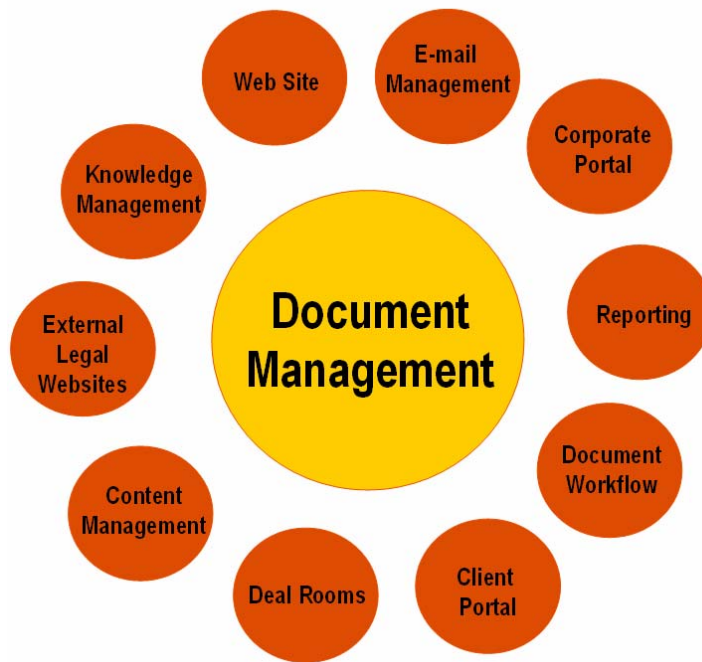 Web Site
E-mail
Management
Corporate
Portal
Knowledge
Management
Document
Management
Reporting
External
Legal
Websites
Document
Workflow
Content
Management
Deal Rooms
Client
Portal